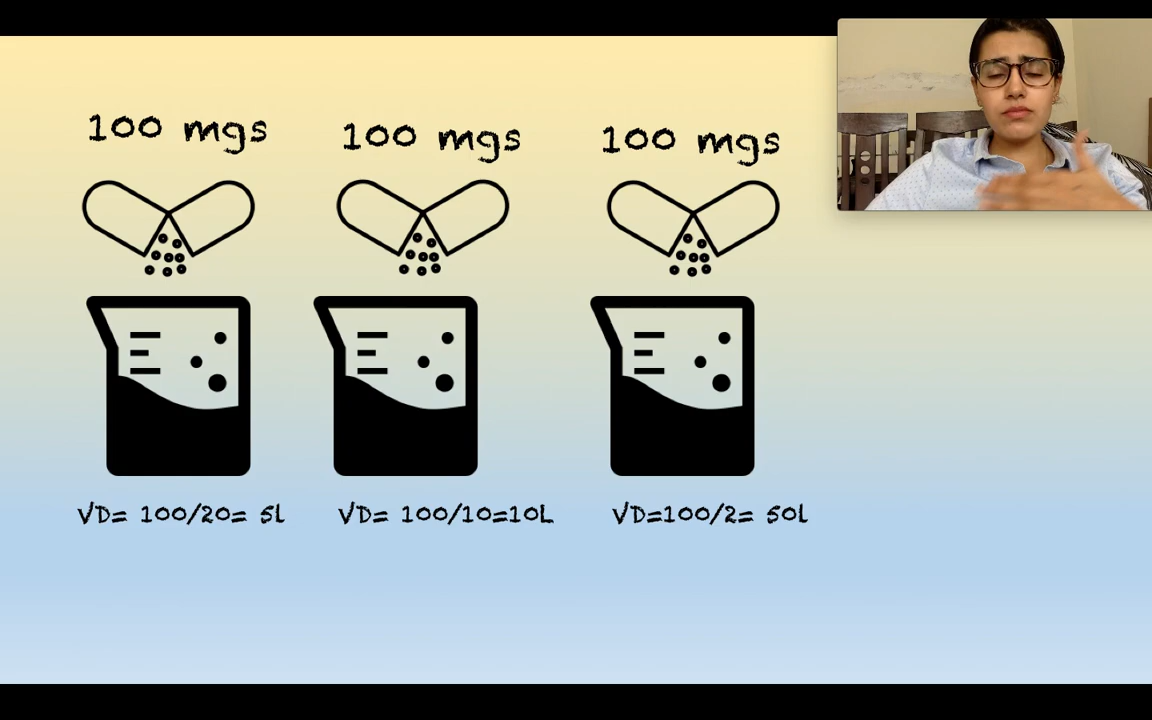 100 mgs
100 mgs
100 mgs
VD= 100/20= 5l
VD= 100/10=10L
VD=100/2= 50l